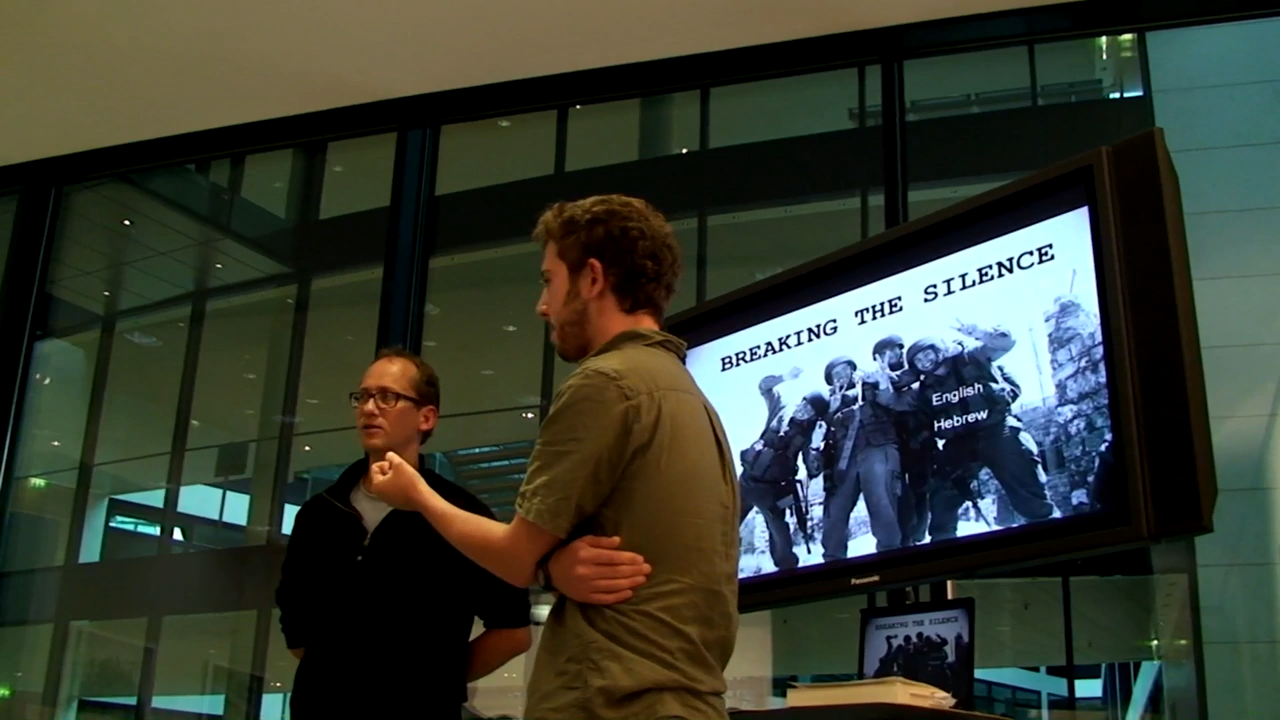 BREAKING THE SILENCE
English
Hebrew
Panasonic
BREAKING THE SILENCE